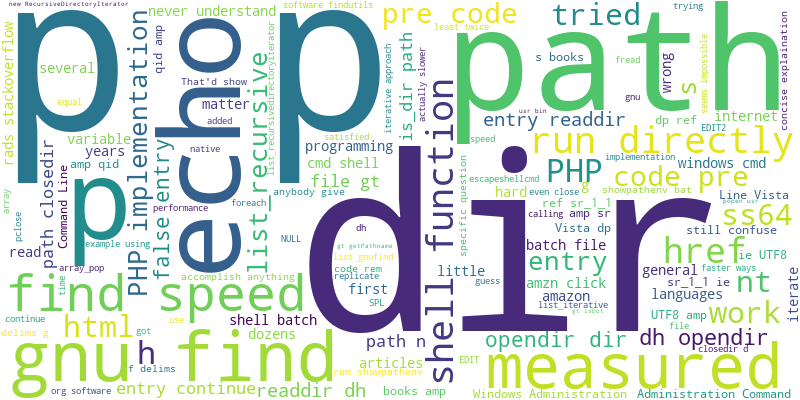 new RecursiveDirectoryIterator
p
p
path
echo
dir
never understand
software findutils
pre code
least twice
tried
trying
rads stackoverflow
several
equal
PHP implementation
qid amp
That'd show
matter
added
native
list_recursive
list_recursivedirectoryiterator
iterative approach
is_dir path
actually slower
s books
fread
gnu
wrong
s
seems impossible
concise explaination
usr bin
dp ref
internet
entry readdir
EDIT2
variable
years
amp qid
p
Command Line
path closedir
read
array
pclose
array_pop
example using
false entry
performance
foreach
satisfied
programming
cmd shell
file gt
anybody give
NULL
accomplish anything
shell function
specific question
speed
run directly
implementation
windows cmd
PHP
code pre
escapeshellcmd
hard
even close
g
showpathenv bat
popen usr
ref sr_1_1
Line Vista
ss64
calling
amp sr
Vista dp
still confuse
batch file
href
ie UTF8
dh
gt getPathname
list_gnufind
code rem
replicate
first
SPL
little
guess
entry
amzn click
amazon
list_iterative
general
sr_1_1 ie
languages
faster ways
gt isDot
nt
iterate
UTF8 amp
work
file
closedir d
find speed
time
continue
delims g
html
got
use
shell batch
dozens
h
f delims
gnu find
path n
opendir dir
dh opendir
articles
rem showpathenv
EDIT
measured
org software
entry continue
readdir dh
books amp
Windows Administration
Administration Command